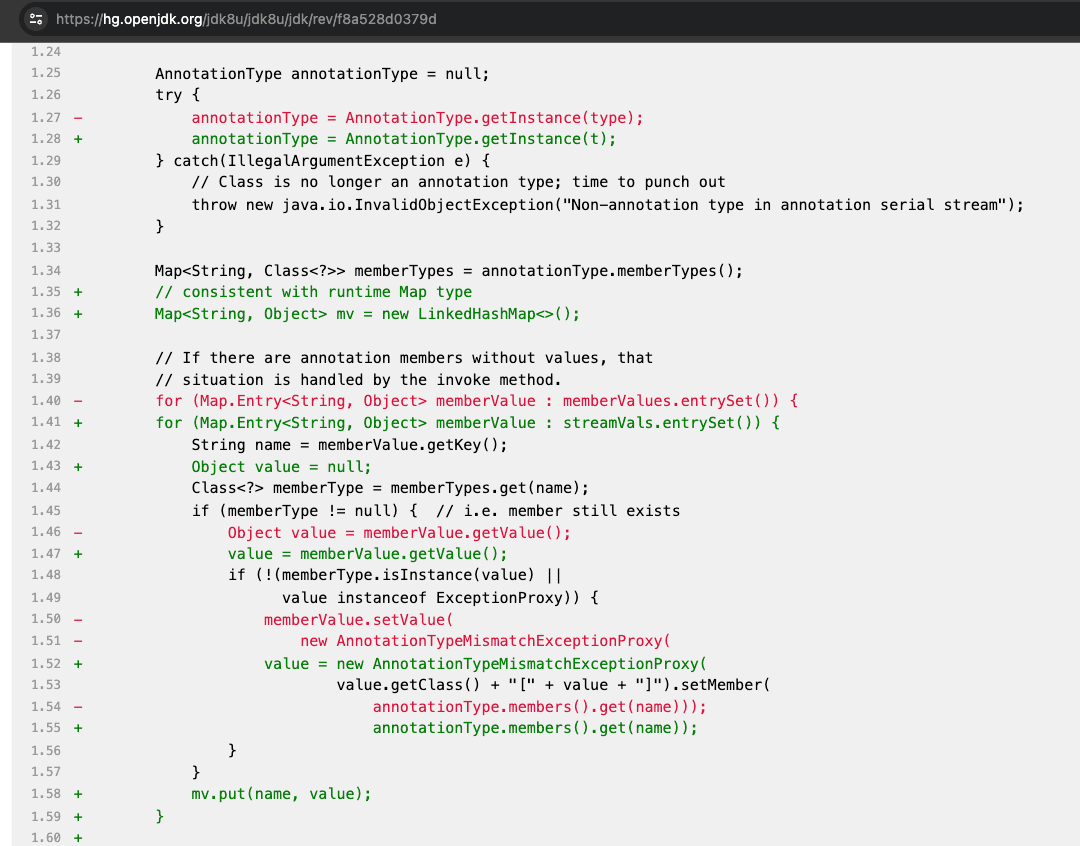 https://hg.openjdk.org/jdk8u/jdk8u/jdk/rev/f8a528d0379d
1.24
1.25         AnnotationType annotationType = null;
1.26         try {
1.27 -           annotationType = AnnotationType.getInstance(type);
1.28 +           annotationType = AnnotationType.getInstance(t);
1.29         } catch(IllegalArgumentException e) {
1.30             // Class is no longer an annotation type; time to punch out
1.31             throw new java.io.InvalidObjectException("Non-annotation type in annotation serial stream");
1.32         }
1.33
1.34         Map<String, Class<?>> memberTypes = annotationType.memberTypes();
1.35 +       // consistent with runtime Map type
1.36 +       Map<String, Object> mv = new LinkedHashMap<>();
1.37
1.38         // If there are annotation members without values, that
1.39         // situation is handled by the invoke method.
1.40 -       for (Map.Entry<String, Object> memberValue : memberValues.entrySet()) {
1.41 +       for (Map.Entry<String, Object> memberValue : streamVals.entrySet()) {
1.42             String name = memberValue.getKey();
1.43 +           Object value = null;
1.44             Class<?> memberType = memberTypes.get(name);
1.45             if (memberType != null) {  // i.e. member still exists
1.46 -               Object value = memberValue.getValue();
1.47 +               value = memberValue.getValue();
1.48                 if (!(memberType.isInstance(value) ||
1.49                       value instanceof ExceptionProxy)) {
1.50 -                   memberValue.setValue(
1.51 -                       new AnnotationTypeMismatchExceptionProxy(
1.52 +                   value = new AnnotationTypeMismatchExceptionProxy(
1.53                             value.getClass() + "[" + value + "]").setMember(
1.54 -                               annotationType.members().get(name)));
1.55 +                               annotationType.members().get(name));
1.56                 }
1.57             }
1.58 +           mv.put(name, value);
1.59 +       }
1.60 +